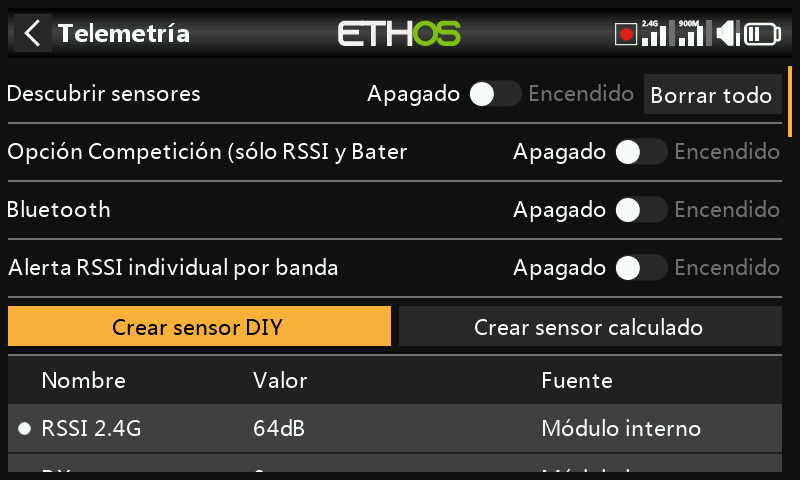 Telemetría ETHOS 2.4G 900M
Descubrir sensores Apagado Encendido Borrar todo
Opción Competición (sólo RSSI y Bater Apagado Encendido
Bluetooth Apagado Encendido
Alerta RSSI individual por banda Apagado Encendido
Crear sensor DIY Crear sensor calculado
Nombre Valor Fuente
RSSI 2.4G 64dB Módulo interno